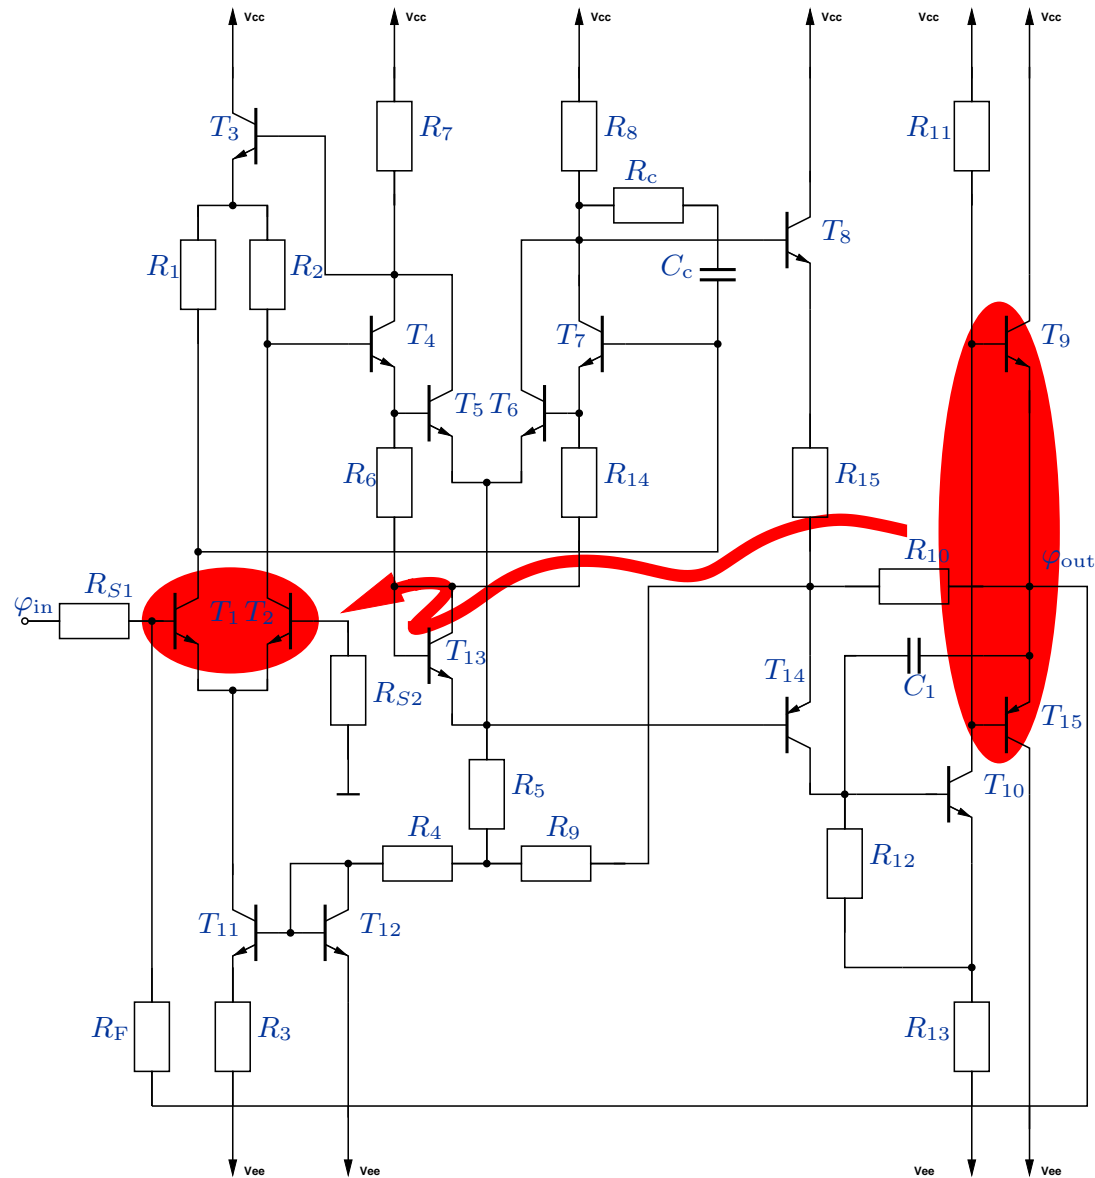 Vcc Vcc Vcc Vcc Vcc Vcc
T3 R7 R8 R11
Rc
T8
R1 R2 Cc
T4 T7 T9
T5 T6
R6 R14 R15
R10 φout
RS1
φin T1 T2
T13
RS2 T14 C1
T15
R5 T10
R4 R9
R12
T11 T12
RF R3 R13
Vee Vee Vee Vee